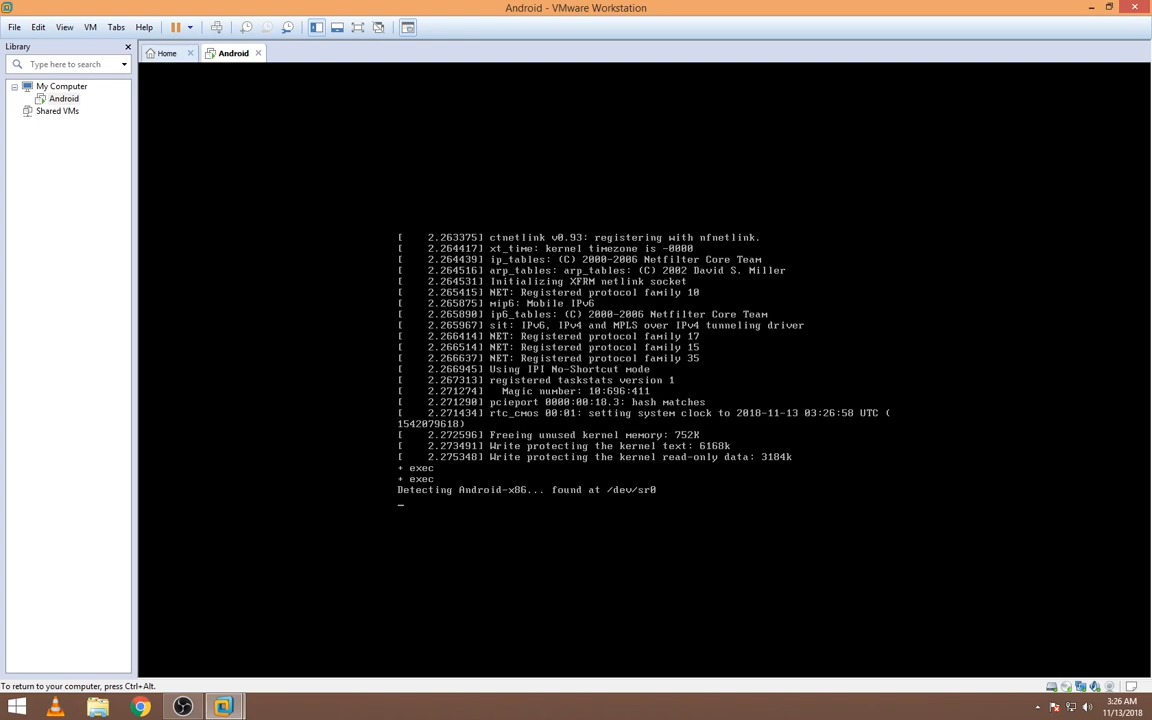 Android - VMware Workstation
File Edit View VM Tabs Help
Library
Home
Android
Type here to search
My Computer
Android
Shared VMs
[    2.263375] ctnetlink v0.93: registering with nfnetlink.
[    2.264417] xt_time: kernel timezone is -0000
[    2.264439] ip_tables: (C) 2000-2006 Netfilter Core Team
[    2.264516] arp_tables: arp_tables: (C) 2002 David S. Miller
[    2.264531] Initializing XFRM netlink socket
[    2.265415] NET: Registered protocol family 10
[    2.265875] mip6: Mobile IPv6
[    2.265890] ip6_tables: (C) 2000-2006 Netfilter Core Team
[    2.265967] sit: IPv6, IPv4 and MPLS over IPv4 tunneling driver
[    2.266414] NET: Registered protocol family 17
[    2.266514] NET: Registered protocol family 15
[    2.266637] NET: Registered protocol family 35
[    2.266945] Using IPI No-Shortcut mode
[    2.267313] registered taskstats version 1
[    2.271274]   Magic number: 10:696:411
[    2.271290] pcieport 0000:00:18.3: hash matches
[    2.271434] rtc_cmos 00:01: setting system clock to 2018-11-13 03:26:58 UTC (
1542079618)
[    2.272596] Freeing unused kernel memory: 752K
[    2.273491] Write protecting the kernel text: 6168k
[    2.275348] Write protecting the kernel read-only data: 3184k
+ exec
+ exec
Detecting Android-x86... found at /dev/sr0
_
To return to your computer, press Ctrl+Alt.
3:26 AM
11/13/2018